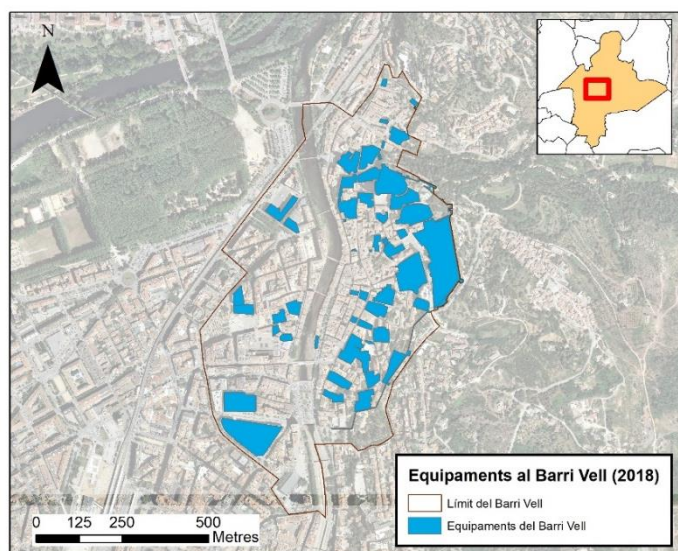 N
Equipaments al Barri Vell (2018)
Límit del Barri Vell
Equipaments del Barri Vell
0 125 250 500
Metres